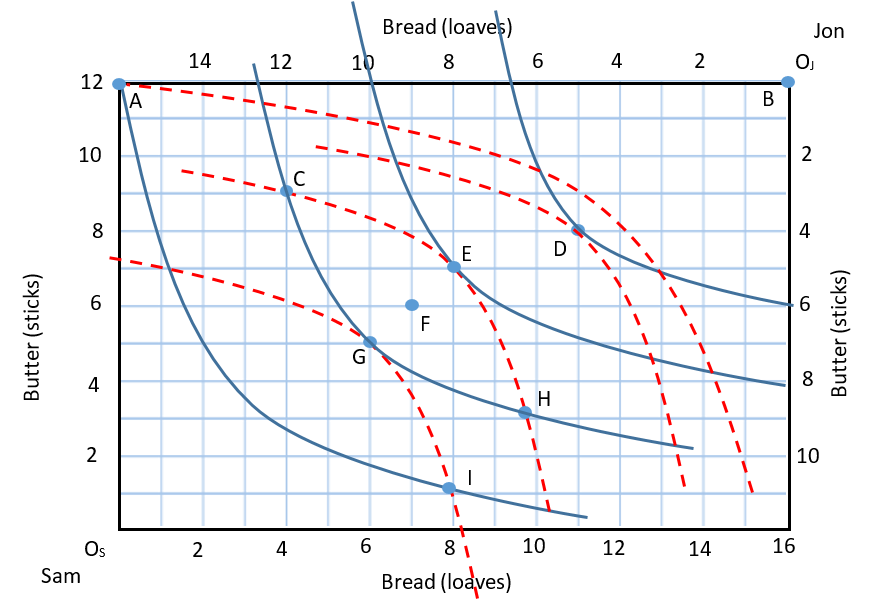 Bread (loaves)
Jon
14 12 10 8 6 4 2 OJ
12
A
B
10
2
C
8
4
E
D
6
6
F
G
4
8
H
2
10
I
Butter (sticks)
Butter (sticks)
OS
2 4 6 8 10 12 14 16
Sam
Bread (loaves)